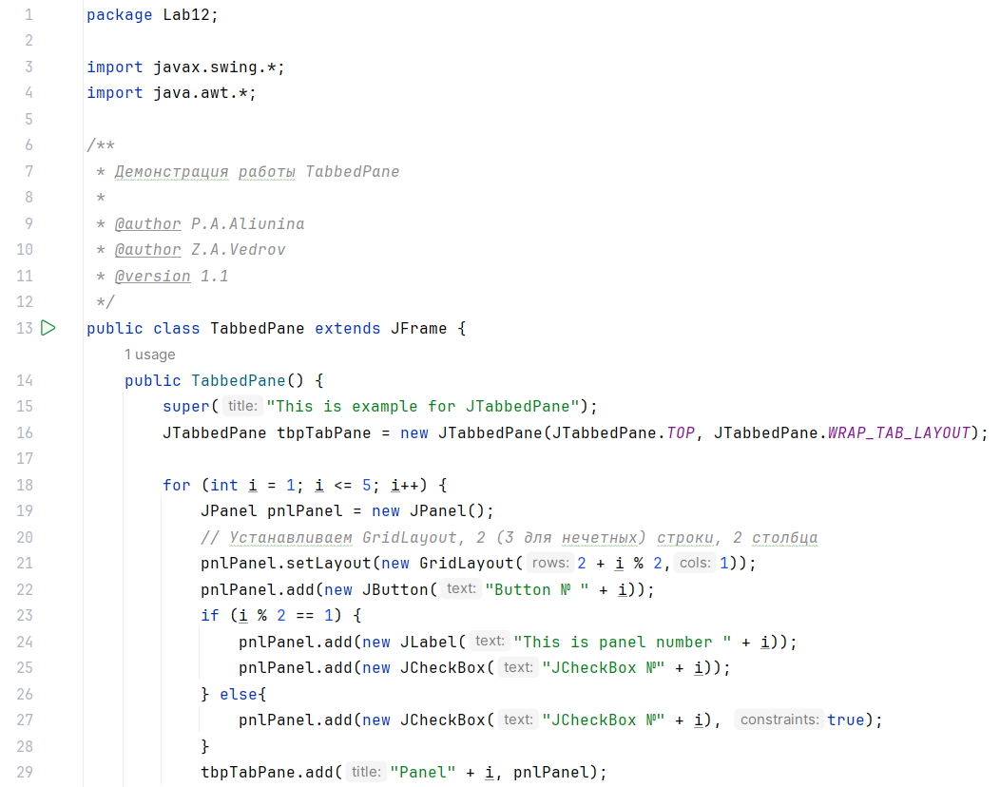 1 package Lab12;
2
3 import javax.swing.*;
4 import java.awt.*;
5
6 /**
7 * Демонстрация работы TabbedPane
8 *
9 * @author P.A.Aliunina
10 * @author Z.A.Vedrov
11 * @version 1.1
12 */
13 public class TabbedPane extends JFrame {
1 usage
14 public TabbedPane() {
15 super( title: "This is example for JTabbedPane");
16 JTabbedPane tbpTabPane = new JTabbedPane(JTabbedPane.TOP, JTabbedPane.WRAP_TAB_LAYOUT);
17
18 for (int i = 1; i <= 5; i++) {
19 JPanel pnlPanel = new JPanel();
20 // Устанавливаем GridLayout, 2 (3 для нечетных) строки, 2 столбца
21 pnlPanel.setLayout(new GridLayout( rows: 2 + i % 2, cols: 1));
22 pnlPanel.add(new JButton( text: "Button № " + i));
23 if (i % 2 == 1) {
24 pnlPanel.add(new JLabel( text: "This is panel number " + i));
25 pnlPanel.add(new JCheckBox( text: "JCheckBox №" + i));
26 } else{
27 pnlPanel.add(new JCheckBox( text: "JCheckBox №" + i), constraints: true);
28 }
29 tbpTabPane.add( title: "Panel" + i, pnlPanel);